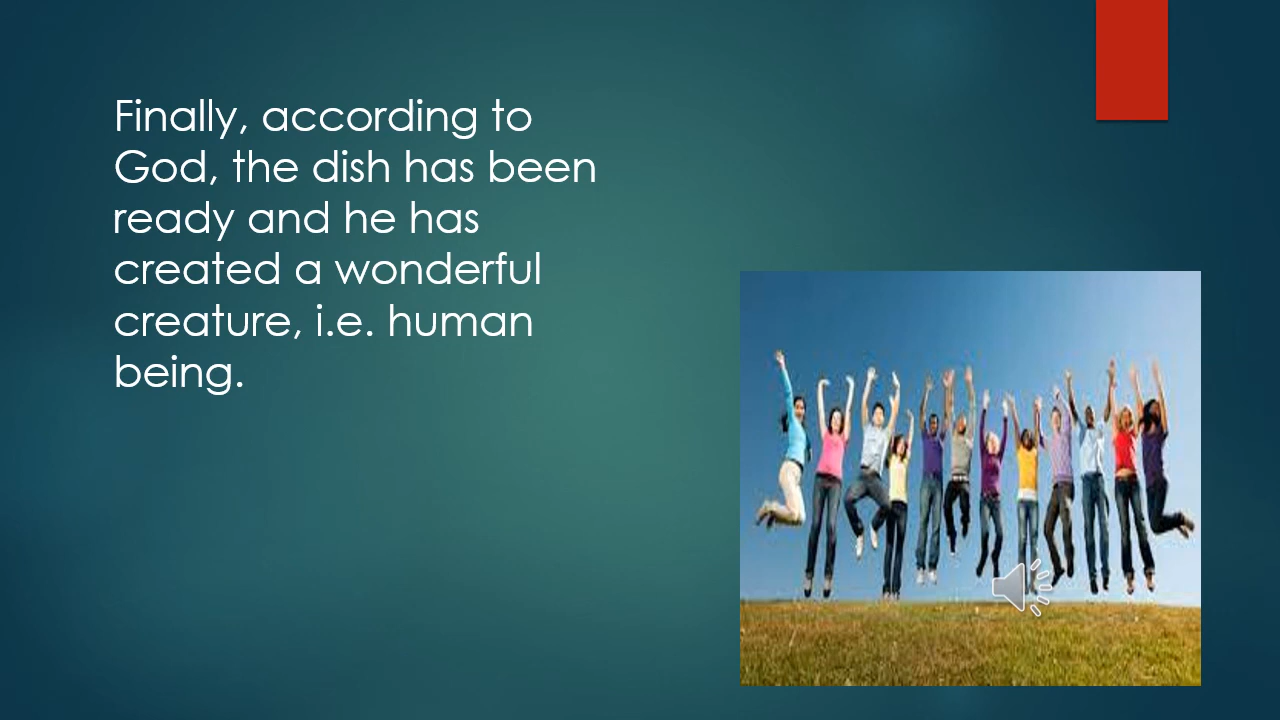 Finally, according to
God, the dish has been
ready and he has
created a wonderful
creature, i.e. human
being.